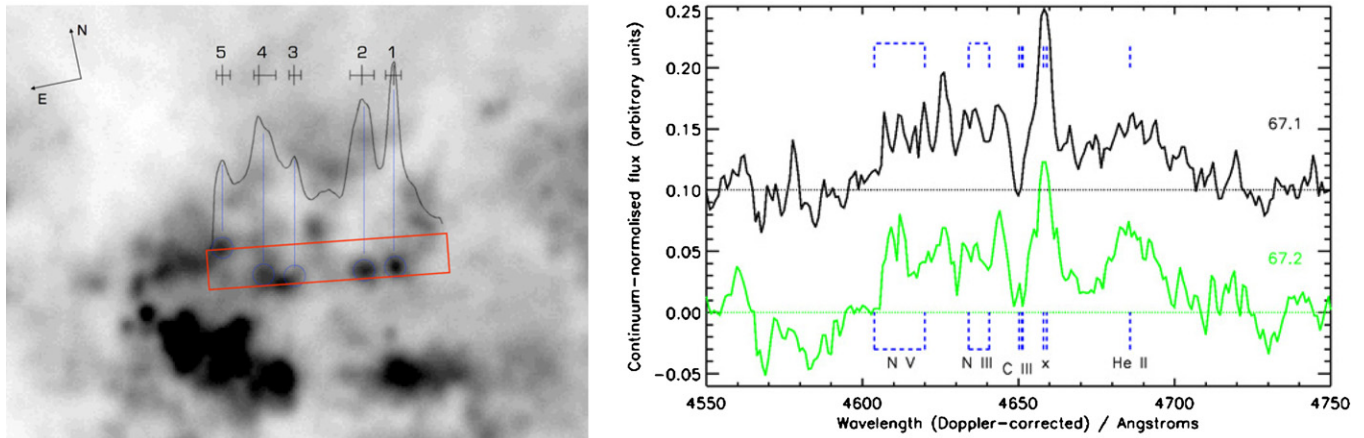 N
E
5 4 3 2 1
Continuum-normalised flux (arbitrary units)
0.25
0.20
0.15
0.10
0.05
0.00
-0.05
67.1
67.2
N V N III C III x He II
4550 4600 4650 4700 4750
Wavelength (Doppler-corrected) / Angstroms